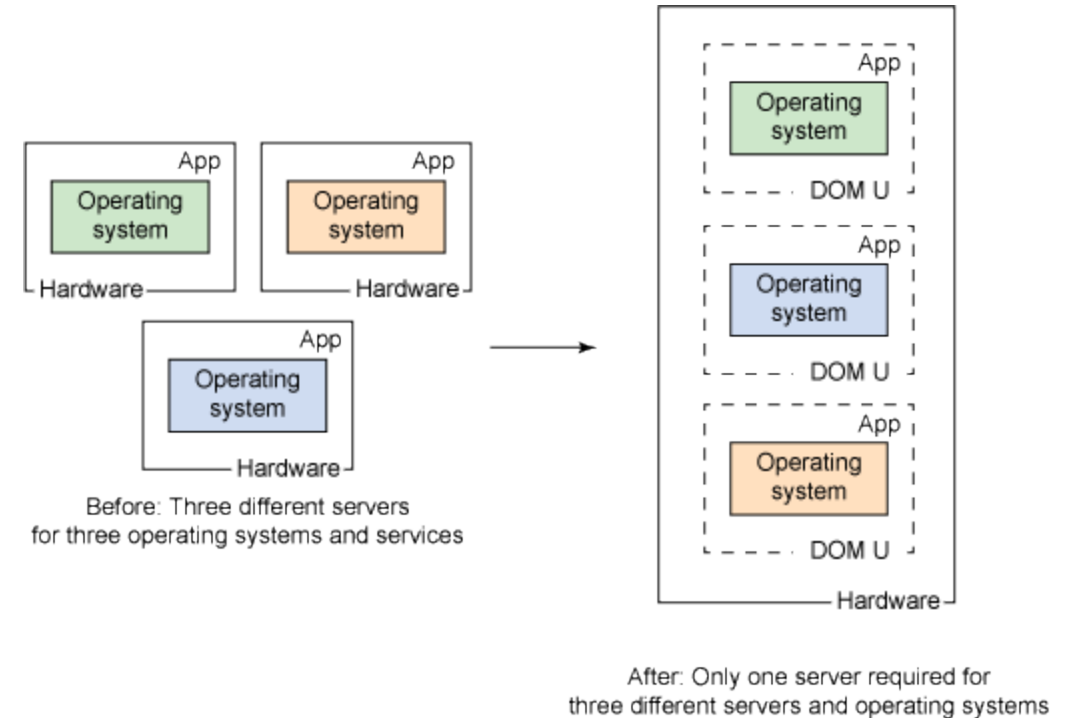 App
Operating
system
Hardware
App
Operating
system
Hardware
App
Operating
system
Hardware
Before: Three different servers
for three operating systems and services
App
Operating
system
DOM U
App
Operating
system
DOM U
App
Operating
system
DOM U
Hardware
After: Only one server required for
three different servers and operating systems